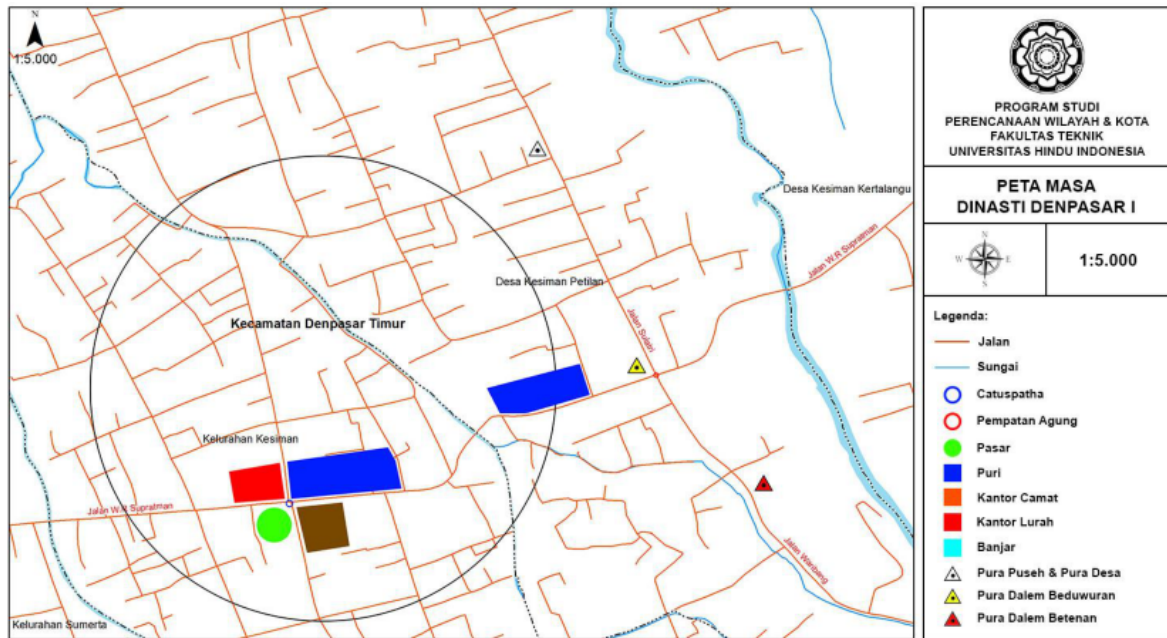 N
1:5.000
Desa Kesiman Kertalangu
Jalan W.R Supratman
Desa Kesiman Petilan
Jalan Sulatri
Kecamatan Denpasar Timur
Kelurahan Kesiman
Jalan W.R Supratman
Jalan Wanbeng
Kelurahan Sumerta
PROGRAM STUDI
PERENCANAAN WILAYAH & KOTA
FAKULTAS TEKNIK
UNIVERSITAS HINDU INDONESIA
PETA MASA
DINASTI DENPASAR I
N
W
E
N
1:5.000
Legenda:
Jalan
Sungai
Catuspatha
Pempatan Agung
Pasar
Puri
Kantor Camat
Kantor Lurah
Banjar
Pura Puseh & Pura Desa
Pura Dalem Beduwuran
Pura Dalem Betenan